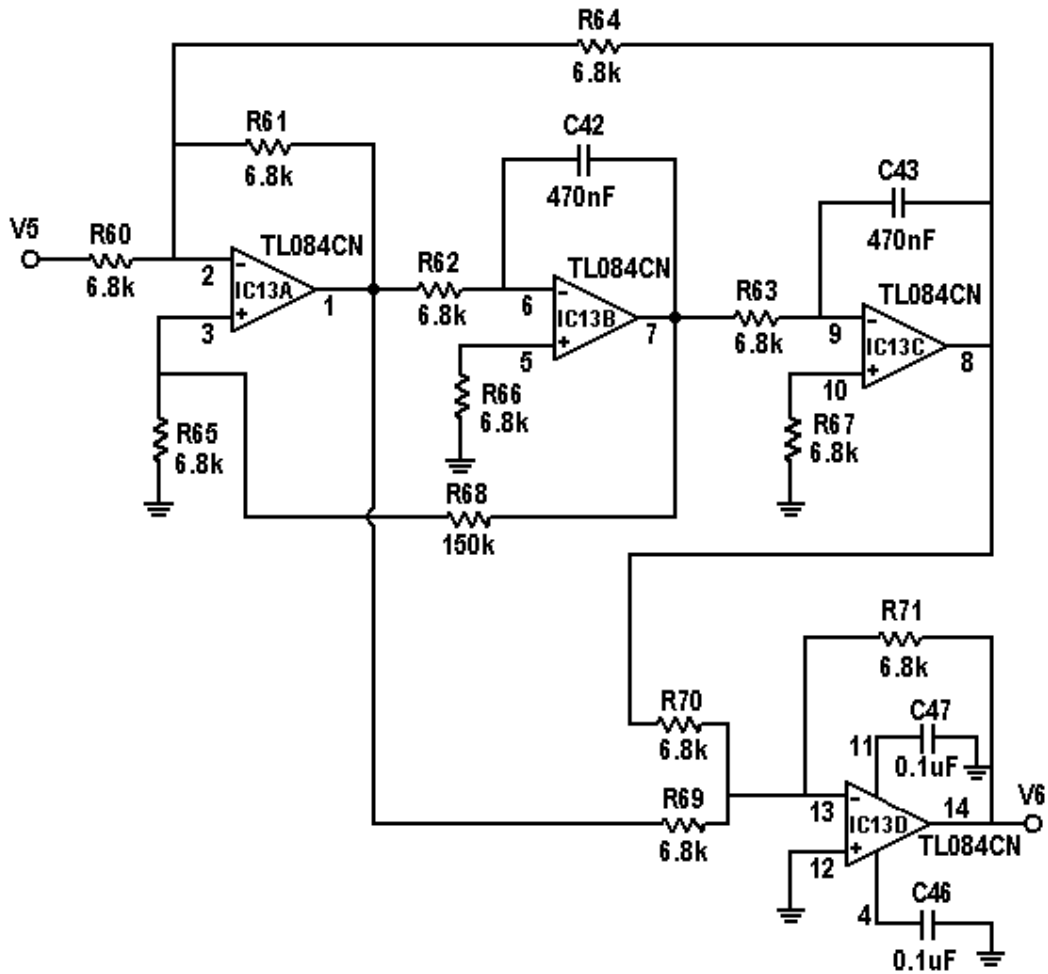 R64
6.8k
R61
6.8k
C42
470nF
C43
470nF
V5
R60
6.8k
TL084CN
2
-
IC13A
+
3
1
R62
6.8k
TL084CN
6
-
IC13B
+
5
7
R63
6.8k
TL084CN
9
-
IC13C
+
10
8
R65
6.8k
R66
6.8k
R67
6.8k
R68
150k
R71
6.8k
R70
6.8k
C47
11
0.1uF
R69
6.8k
13
-
IC13D
+
12
14
V6
TL084CN
4
C46
0.1uF